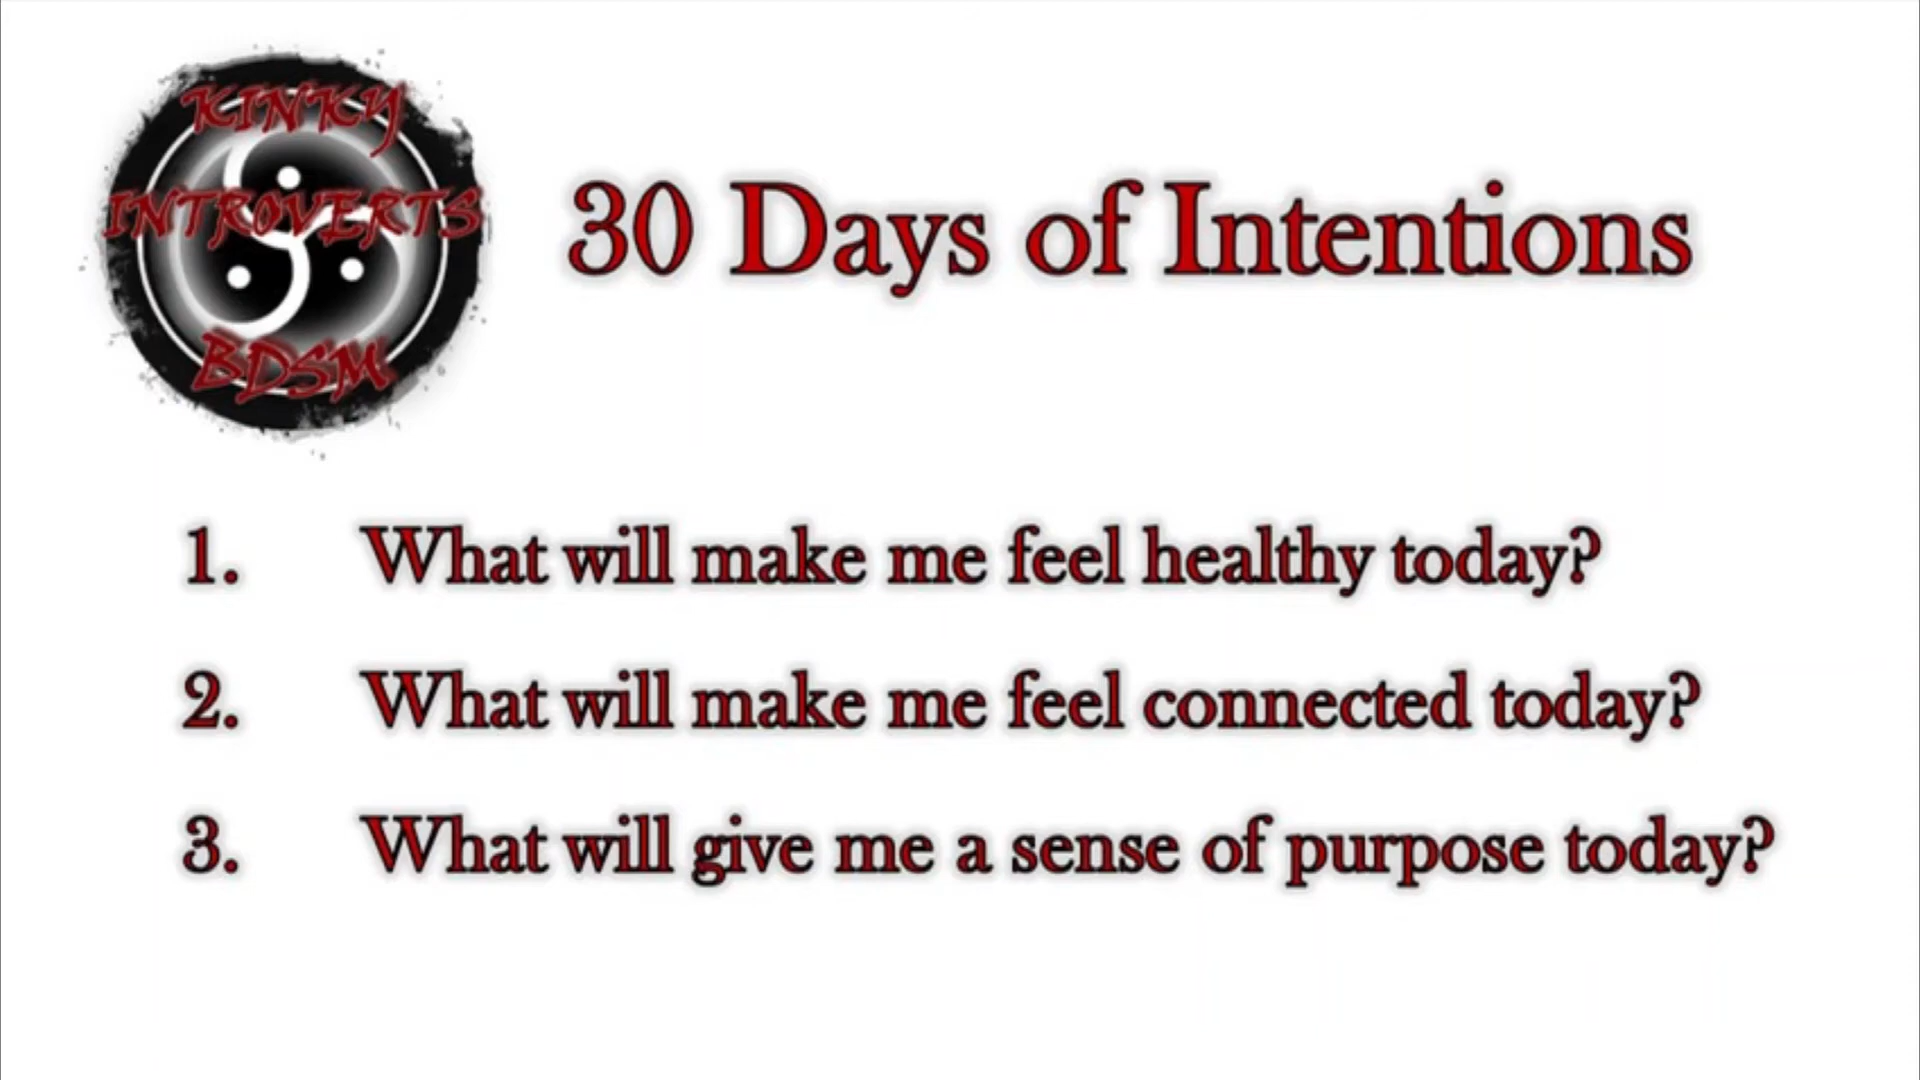 KINKY
INTROVERTS
BDSM
30 Days of Intentions
1. What will make me feel healthy today?
2. What will make me feel connected today?
3. What will give me a sense of purpose today?